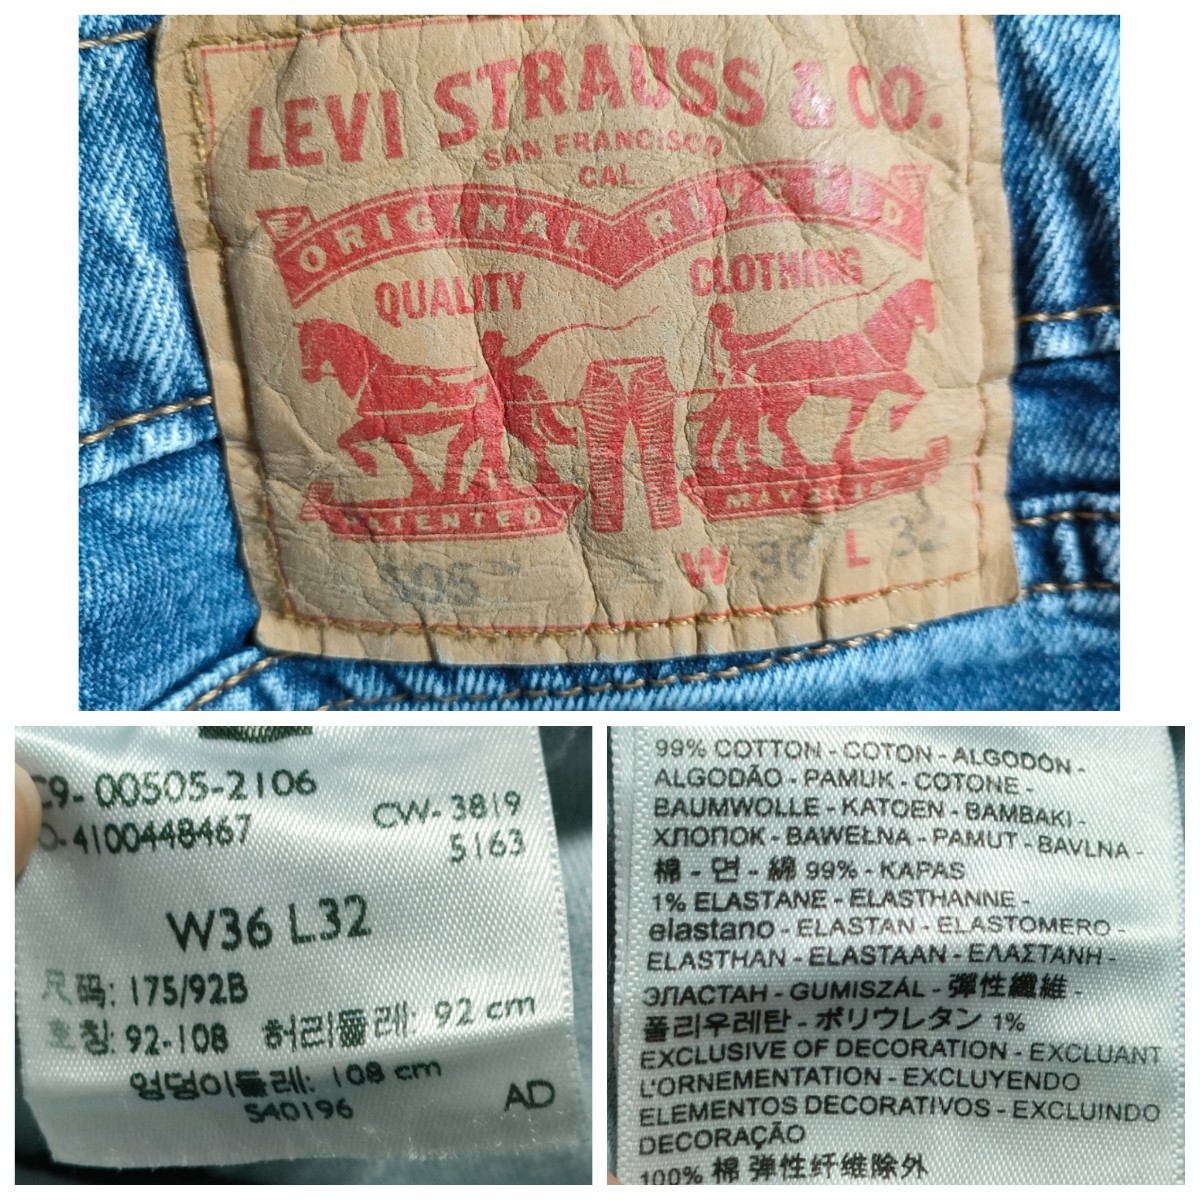 LEVI STRAUSS & CO.
SAN FRANCISCO
CAL.
ORIGINAL RIVETED
QUALITY CLOTHING
PATENTED
MAY 20
505™ W 36 L 32
C9- 00505-2106
O-4100448467
CW- 3819
5163
W36 L32
尺码: 175/92B
호칭: 92-108 허리둘레: 92 cm
엉덩이둘레: 108 cm
S40196
AD
99% COTTON - COTON - ALGODÓN -
ALGODÃO - PAMUK - COTONE -
BAUMWOLLE - KATOEN - BAMBAKI -
ХЛОПОК - BAWEŁNA - PAMUT - BAVLNA -
棉 - 면 - 綿 99% - KAPAS
1% ELASTANE - ELASTHANNE -
elastano - ELASTAN - ELASTOMERO -
ELASTHAN - ELASTAAN - ΕΛΑΣΤΑΝΗ -
ЭЛАСТАН - GUMISZÁL - 彈性纖維 -
폴리우레탄 - ポリウレタン 1%
EXCLUSIVE OF DECORATION - EXCLUANT
L'ORNEMENTATION - EXCLUYENDO
ELEMENTOS DECORATIVOS - EXCLUINDO
DECORAÇÃO
100% 棉 弹性纤维除外